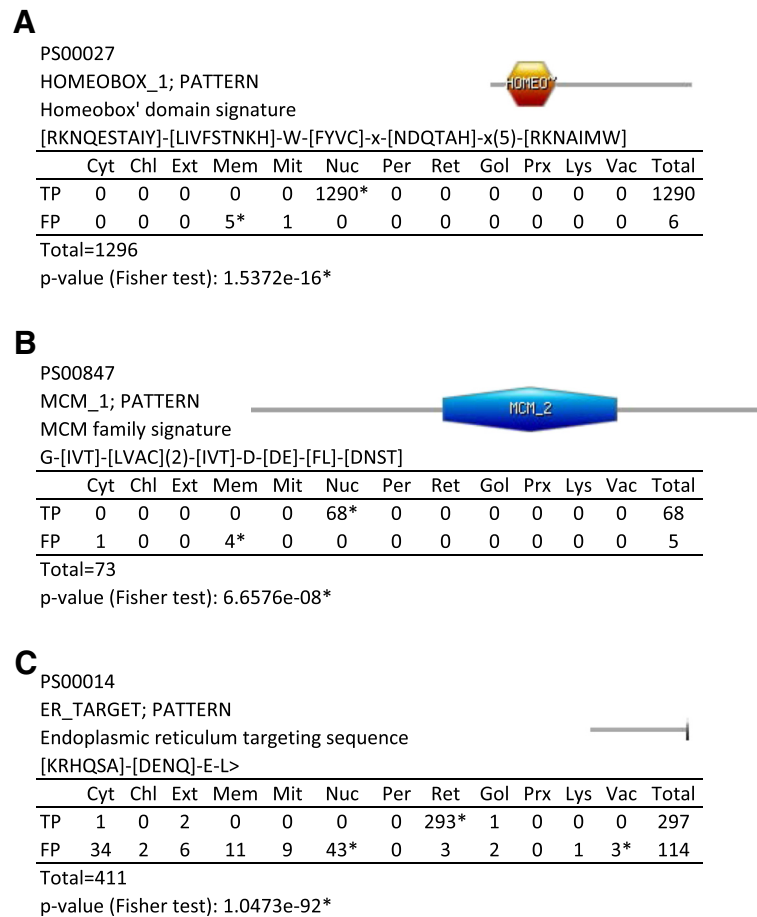 A
PS00027
HOMEOBOX_1; PATTERN
HOMEO
Homeobox' domain signature
[RKNQESTAIY]-[LIVFSTNKH]-W-[FYVC]-x-[NDQTAH]-x(5)-[RKNAIMW]
Cyt Chl Ext Mem Mit Nuc Per Ret Gol Prx Lys Vac Total
TP 0 0 0 0 0 1290* 0 0 0 0 0 0 1290
FP 0 0 0 5* 1 0 0 0 0 0 0 0 6
Total=1296
p-value (Fisher test): 1.5372e-16*
B
PS00847
MCM_1; PATTERN
MCM_2
MCM family signature
G-[IVT]-[LVAC](2)-[IVT]-D-[DE]-[FL]-[DNST]
Cyt Chl Ext Mem Mit Nuc Per Ret Gol Prx Lys Vac Total
TP 0 0 0 0 0 68* 0 0 0 0 0 0 68
FP 1 0 0 4* 0 0 0 0 0 0 0 0 5
Total=73
p-value (Fisher test): 6.6576e-08*
C
PS00014
ER_TARGET; PATTERN
Endoplasmic reticulum targeting sequence
[KRHQSA]-[DENQ]-E-L>
Cyt Chl Ext Mem Mit Nuc Per Ret Gol Prx Lys Vac Total
TP 1 0 2 0 0 0 0 293* 1 0 0 0 297
FP 34 2 6 11 9 43* 0 3 2 0 1 3* 114
Total=411
p-value (Fisher test): 1.0473e-92*